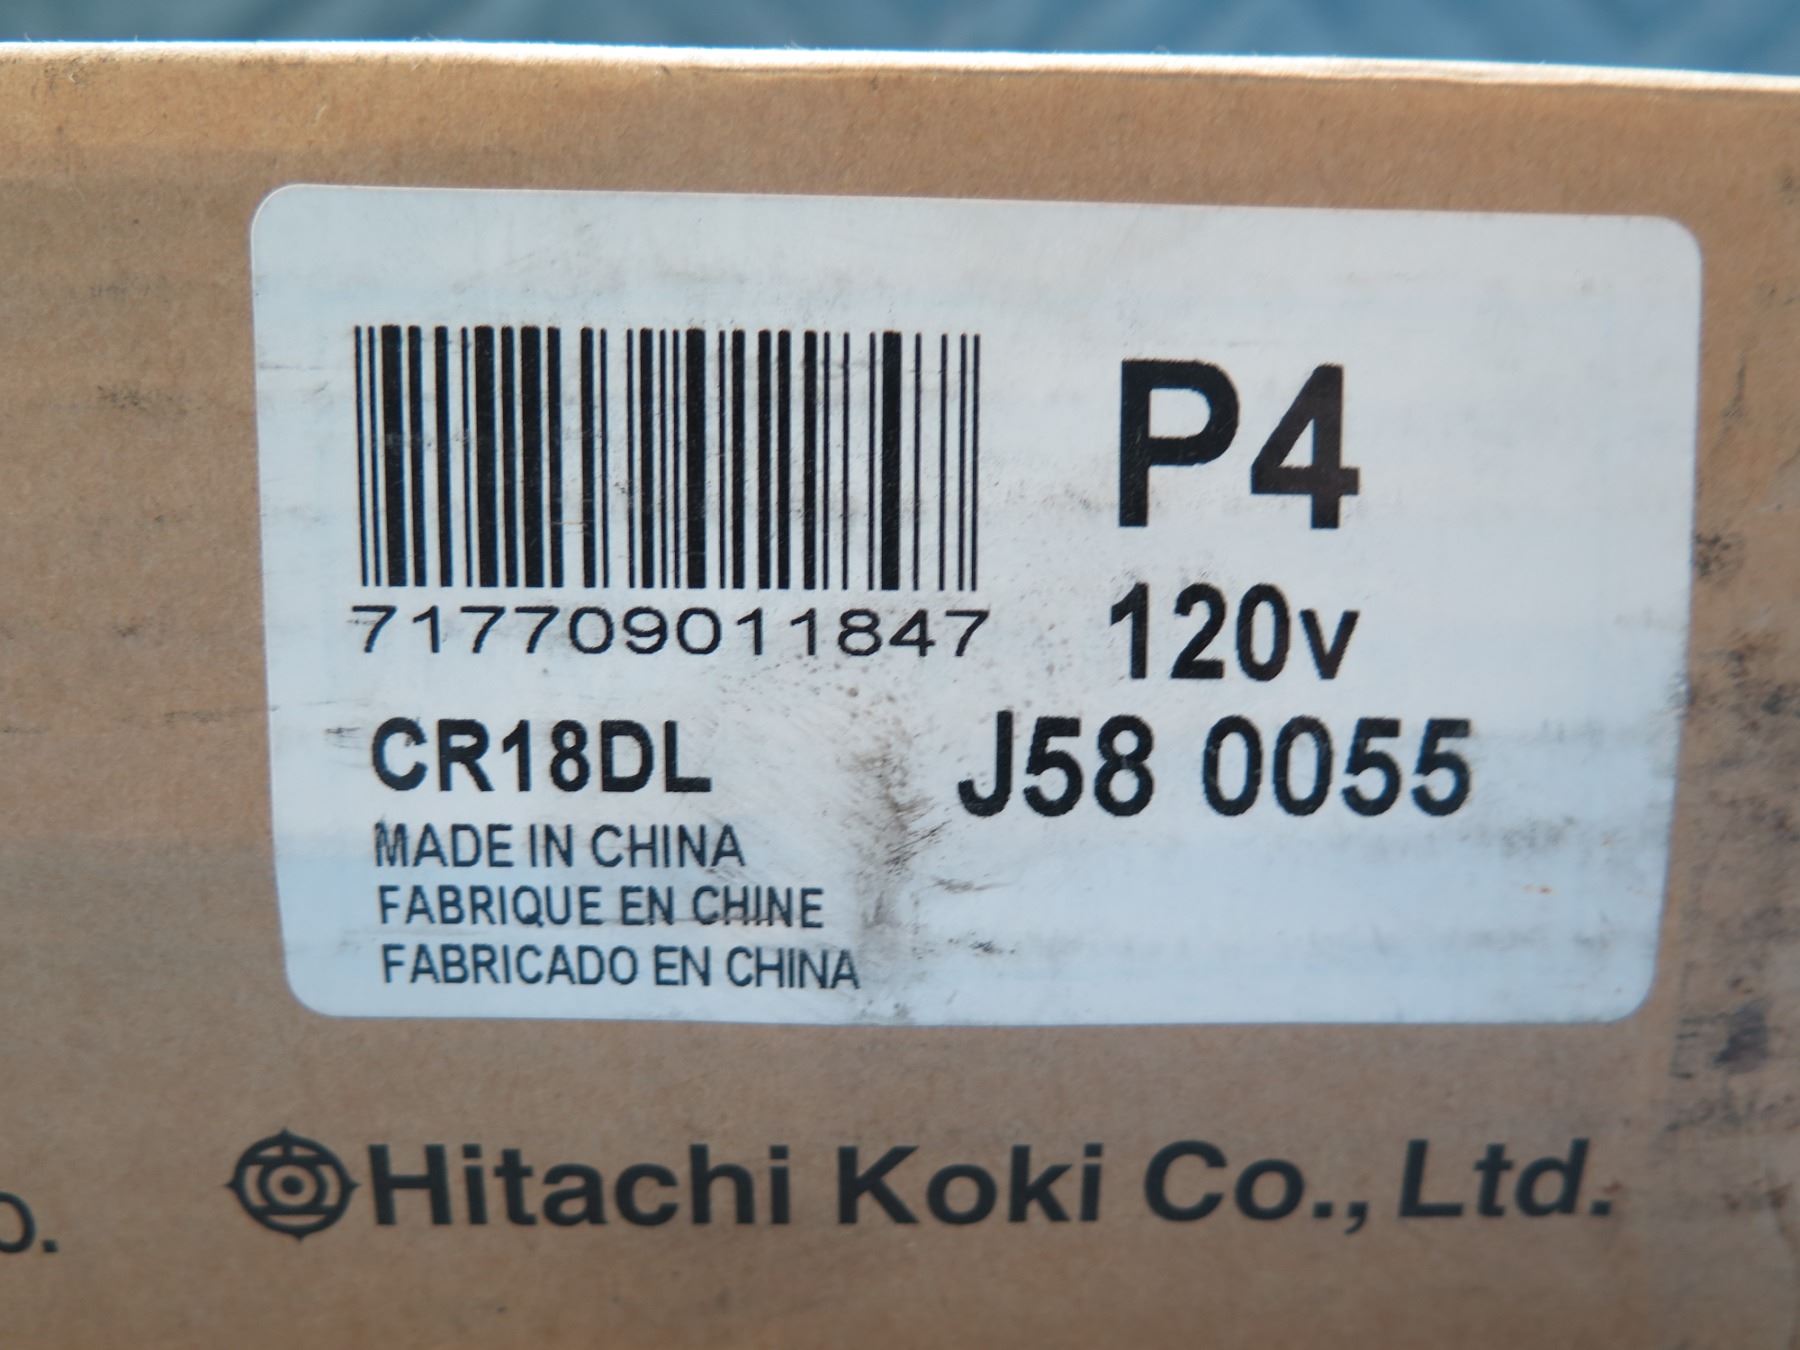 717709011847
P4
120v
CR18DL
J58 0055
MADE IN CHINA
FABRIQUE EN CHINE
FABRICADO EN CHINA
Hitachi Koki Co., Ltd.